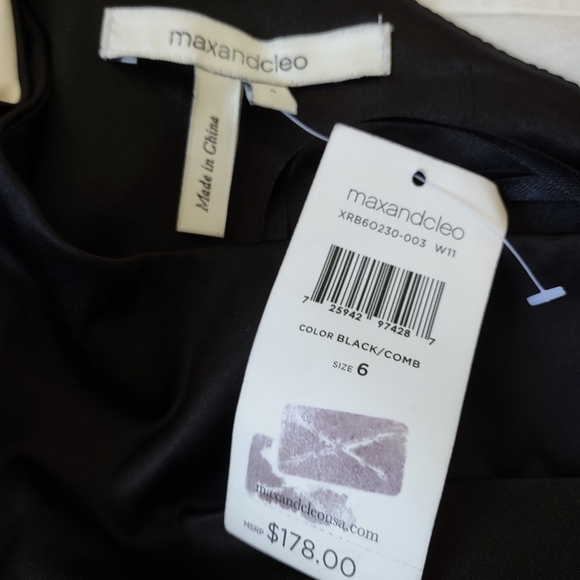 maxandcleo
Made in China
maxandcleo
XRB6O230-003 W11
7 25942 97428 7
COLOR BLACK/COMB
SIZE 6
maxandcleousa.com
MSRP $178.00